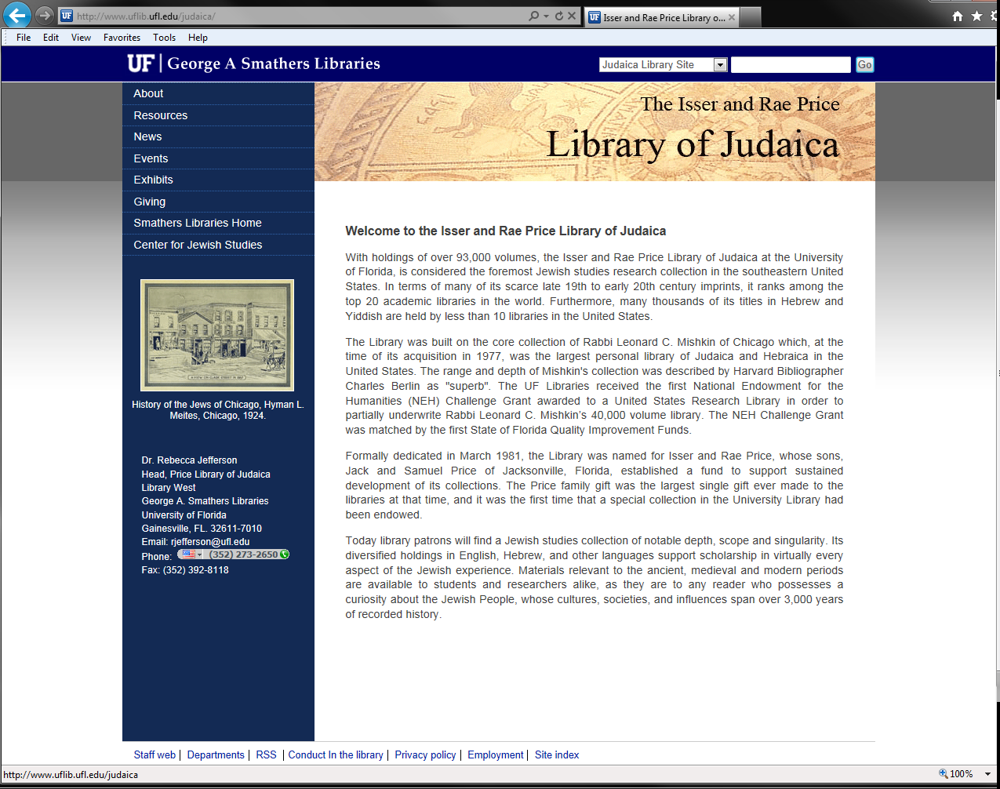 http://www.uflib.ufl.edu/judaica/
UF Isser and Rae Price Library o...
File Edit View Favorites Tools Help
UF George A Smathers Libraries
Judaica Library Site Go
About
Resources
News
Events
Exhibits
Giving
Smathers Libraries Home
Center for Jewish Studies
The Isser and Rae Price
Library of Judaica
A VIEW ON CLARK STREET IN 1857
History of the Jews of Chicago, Hyman L.
Meites, Chicago, 1924.
Dr. Rebecca Jefferson
Head, Price Library of Judaica
Library West
George A. Smathers Libraries
University of Florida
Gainesville, FL. 32611-7010
Email: rjefferson@ufl.edu
Phone: (352) 273-2650
Fax: (352) 392-8118
Welcome to the Isser and Rae Price Library of Judaica
With holdings of over 93,000 volumes, the Isser and Rae Price Library of Judaica at the University
of Florida, is considered the foremost Jewish studies research collection in the southeastern United
States. In terms of many of its scarce late 19th to early 20th century imprints, it ranks among the
top 20 academic libraries in the world. Furthermore, many thousands of its titles in Hebrew and
Yiddish are held by less than 10 libraries in the United States.
The Library was built on the core collection of Rabbi Leonard C. Mishkin of Chicago which, at the
time of its acquisition in 1977, was the largest personal library of Judaica and Hebraica in the
United States. The range and depth of Mishkin's collection was described by Harvard Bibliographer
Charles Berlin as "superb". The UF Libraries received the first National Endowment for the
Humanities (NEH) Challenge Grant awarded to a United States Research Library in order to
partially underwrite Rabbi Leonard C. Mishkin's 40,000 volume library. The NEH Challenge Grant
was matched by the first State of Florida Quality Improvement Funds.
Formally dedicated in March 1981, the Library was named for Isser and Rae Price, whose sons,
Jack and Samuel Price of Jacksonville, Florida, established a fund to support sustained
development of its collections. The Price family gift was the largest single gift ever made to the
libraries at that time, and it was the first time that a special collection in the University Library had
been endowed.
Today library patrons will find a Jewish studies collection of notable depth, scope and singularity. Its
diversified holdings in English, Hebrew, and other languages support scholarship in virtually every
aspect of the Jewish experience. Materials relevant to the ancient, medieval and modern periods
are available to students and researchers alike, as they are to any reader who possesses a
curiosity about the Jewish People, whose cultures, societies, and influences span over 3,000 years
of recorded history.
Staff web | Departments | RSS | Conduct In the library | Privacy policy | Employment | Site index
http://www.uflib.ufl.edu/judaica
100%